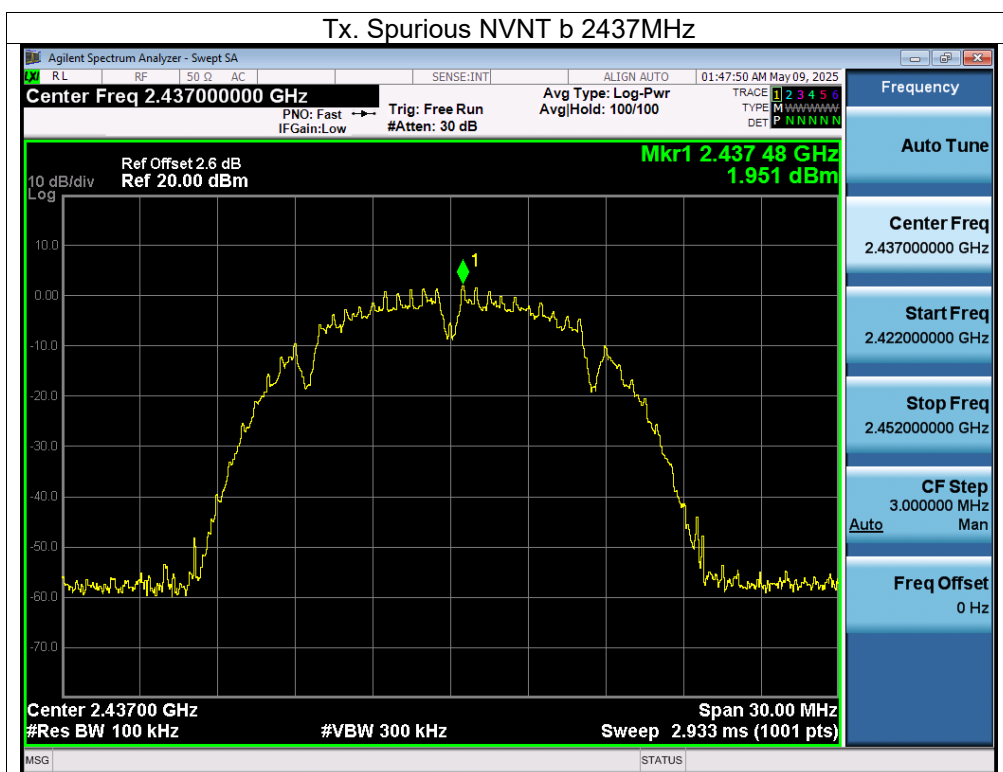 Tx. Spurious NVNT b 2437MHz
Agilent Spectrum Analyzer - Swept SA
LXI RL RF 50 Ω AC SENSE:INT ALIGN AUTO 01:47:50 AM May 09, 2025
Center Freq 2.437000000 GHz
PNO: Fast
IFGain:Low
Trig: Free Run
#Atten: 30 dB
Avg Type: Log-Pwr
Avg|Hold: 100/100
TRACE 1 2 3 4 5 6
TYPE M WWWWW
DET P N N N N N
Mkr1 2.437 48 GHz
1.951 dBm
Ref Offset 2.6 dB
10 dB/div Ref 20.00 dBm
Log
10.0
0.00
-10.0
-20.0
-30.0
-40.0
-50.0
-60.0
-70.0
1
Center 2.43700 GHz Span 30.00 MHz
#Res BW 100 kHz #VBW 300 kHz Sweep 2.933 ms (1001 pts)
MSG STATUS
Frequency
Auto Tune
Center Freq
2.437000000 GHz
Start Freq
2.422000000 GHz
Stop Freq
2.452000000 GHz
CF Step
3.000000 MHz
Auto Man
Freq Offset
0 Hz